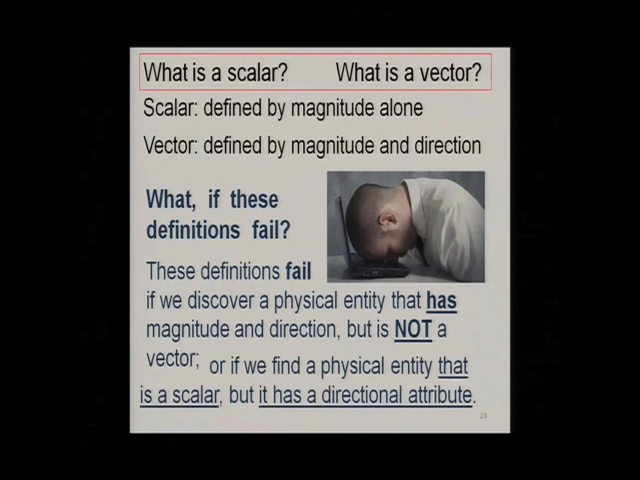 What is a scalar? What is a vector?
Scalar: defined by magnitude alone
Vector: defined by magnitude and direction
What, if these
definitions fail?
These definitions fail
if we discover a physical entity that has
magnitude and direction, but is NOT a
vector; or if we find a physical entity that
is a scalar, but it has a directional attribute.
23